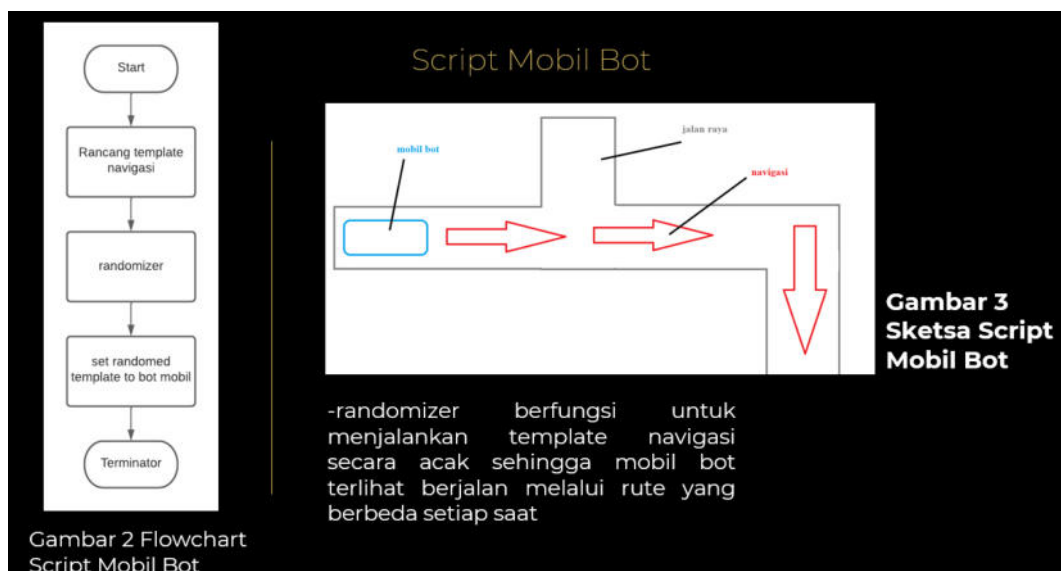 Script Mobil Bot
Start
Rancang template
navigasi
randomizer
set randomed
template to bot mobil
Terminator
Gambar 2 Flowchart
Script Mobil Bot
mobil bot
jalan raya
navigasi
Gambar 3
Sketsa Script
Mobil Bot
-randomizer berfungsi untuk
menjalankan template navigasi
secara acak sehingga mobil bot
terlihat berjalan melalui rute yang
berbeda setiap saat